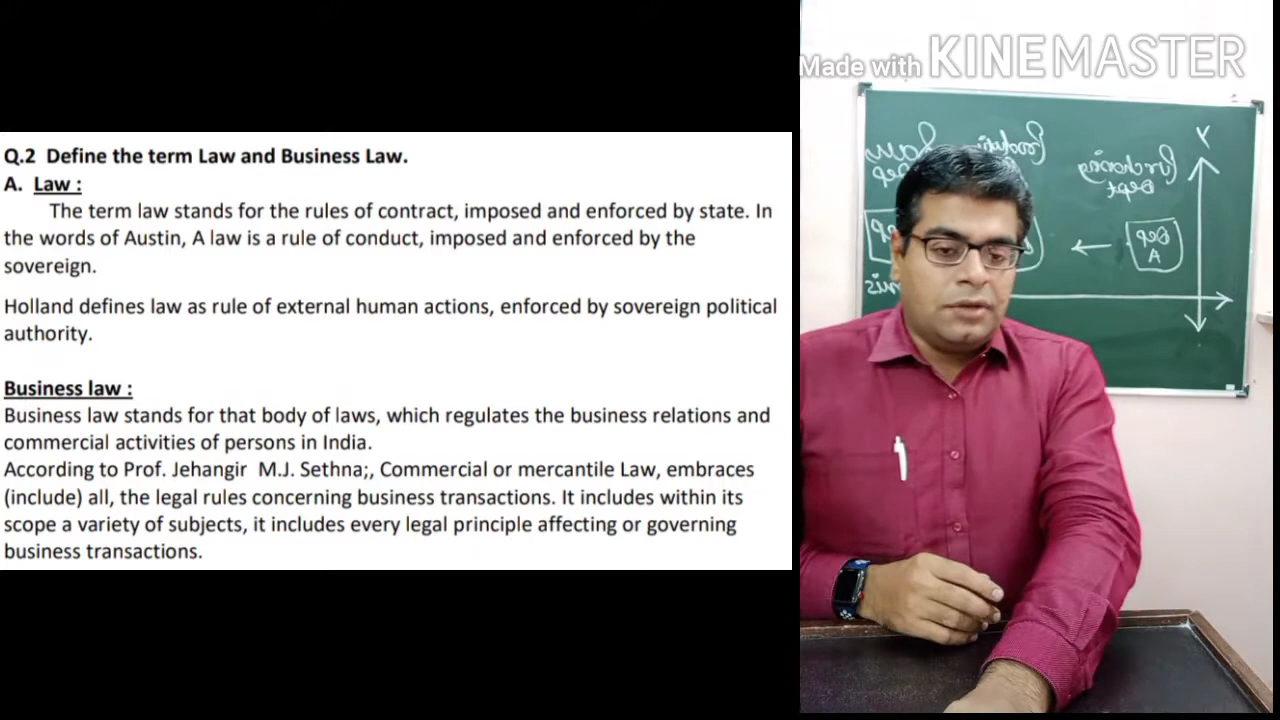 Made with KINEMASTER
Q.2 Define the term Law and Business Law.
A. Law :
The term law stands for the rules of contract, imposed and enforced by state. In
the words of Austin, A law is a rule of conduct, imposed and enforced by the
sovereign.
Holland defines law as rule of external human actions, enforced by sovereign political
authority.
Business law :
Business law stands for that body of laws, which regulates the business relations and
commercial activities of persons in India.
According to Prof. Jehangir M.J. Sethna;, Commercial or mercantile Law, embraces
(include) all, the legal rules concerning business transactions. It includes within its
scope a variety of subjects, it includes every legal principle affecting or governing
business transactions.
Y
Purchasing
Dept
Dep
A